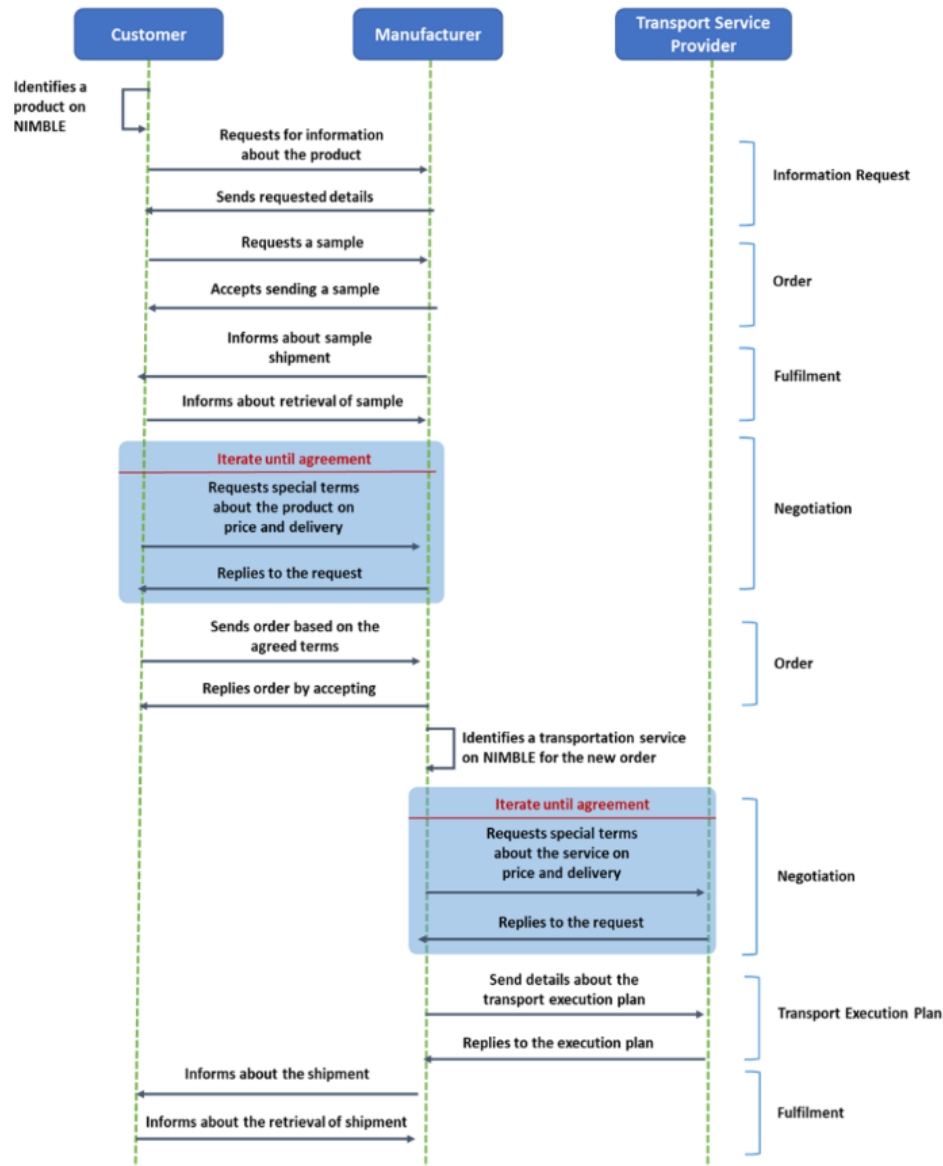 Customer
Manufacturer
Transport Service
Provider
Identifies a
product on
NIMBLE
Requests for information
about the product
Information Request
Sends requested details
Requests a sample
Order
Accepts sending a sample
Informs about sample
shipment
Fulfilment
Informs about retrieval of sample
Iterate until agreement
Requests special terms
about the product on
price and delivery
Negotiation
Replies to the request
Sends order based on the
agreed terms
Order
Replies order by accepting
Identifies a transportation service
on NIMBLE for the new order
Iterate until agreement
Requests special terms
about the service on
price and delivery
Negotiation
Replies to the request
Send details about the
transport execution plan
Transport Execution Plan
Replies to the execution plan
Informs about the shipment
Fulfilment
Informs about the retrieval of shipment